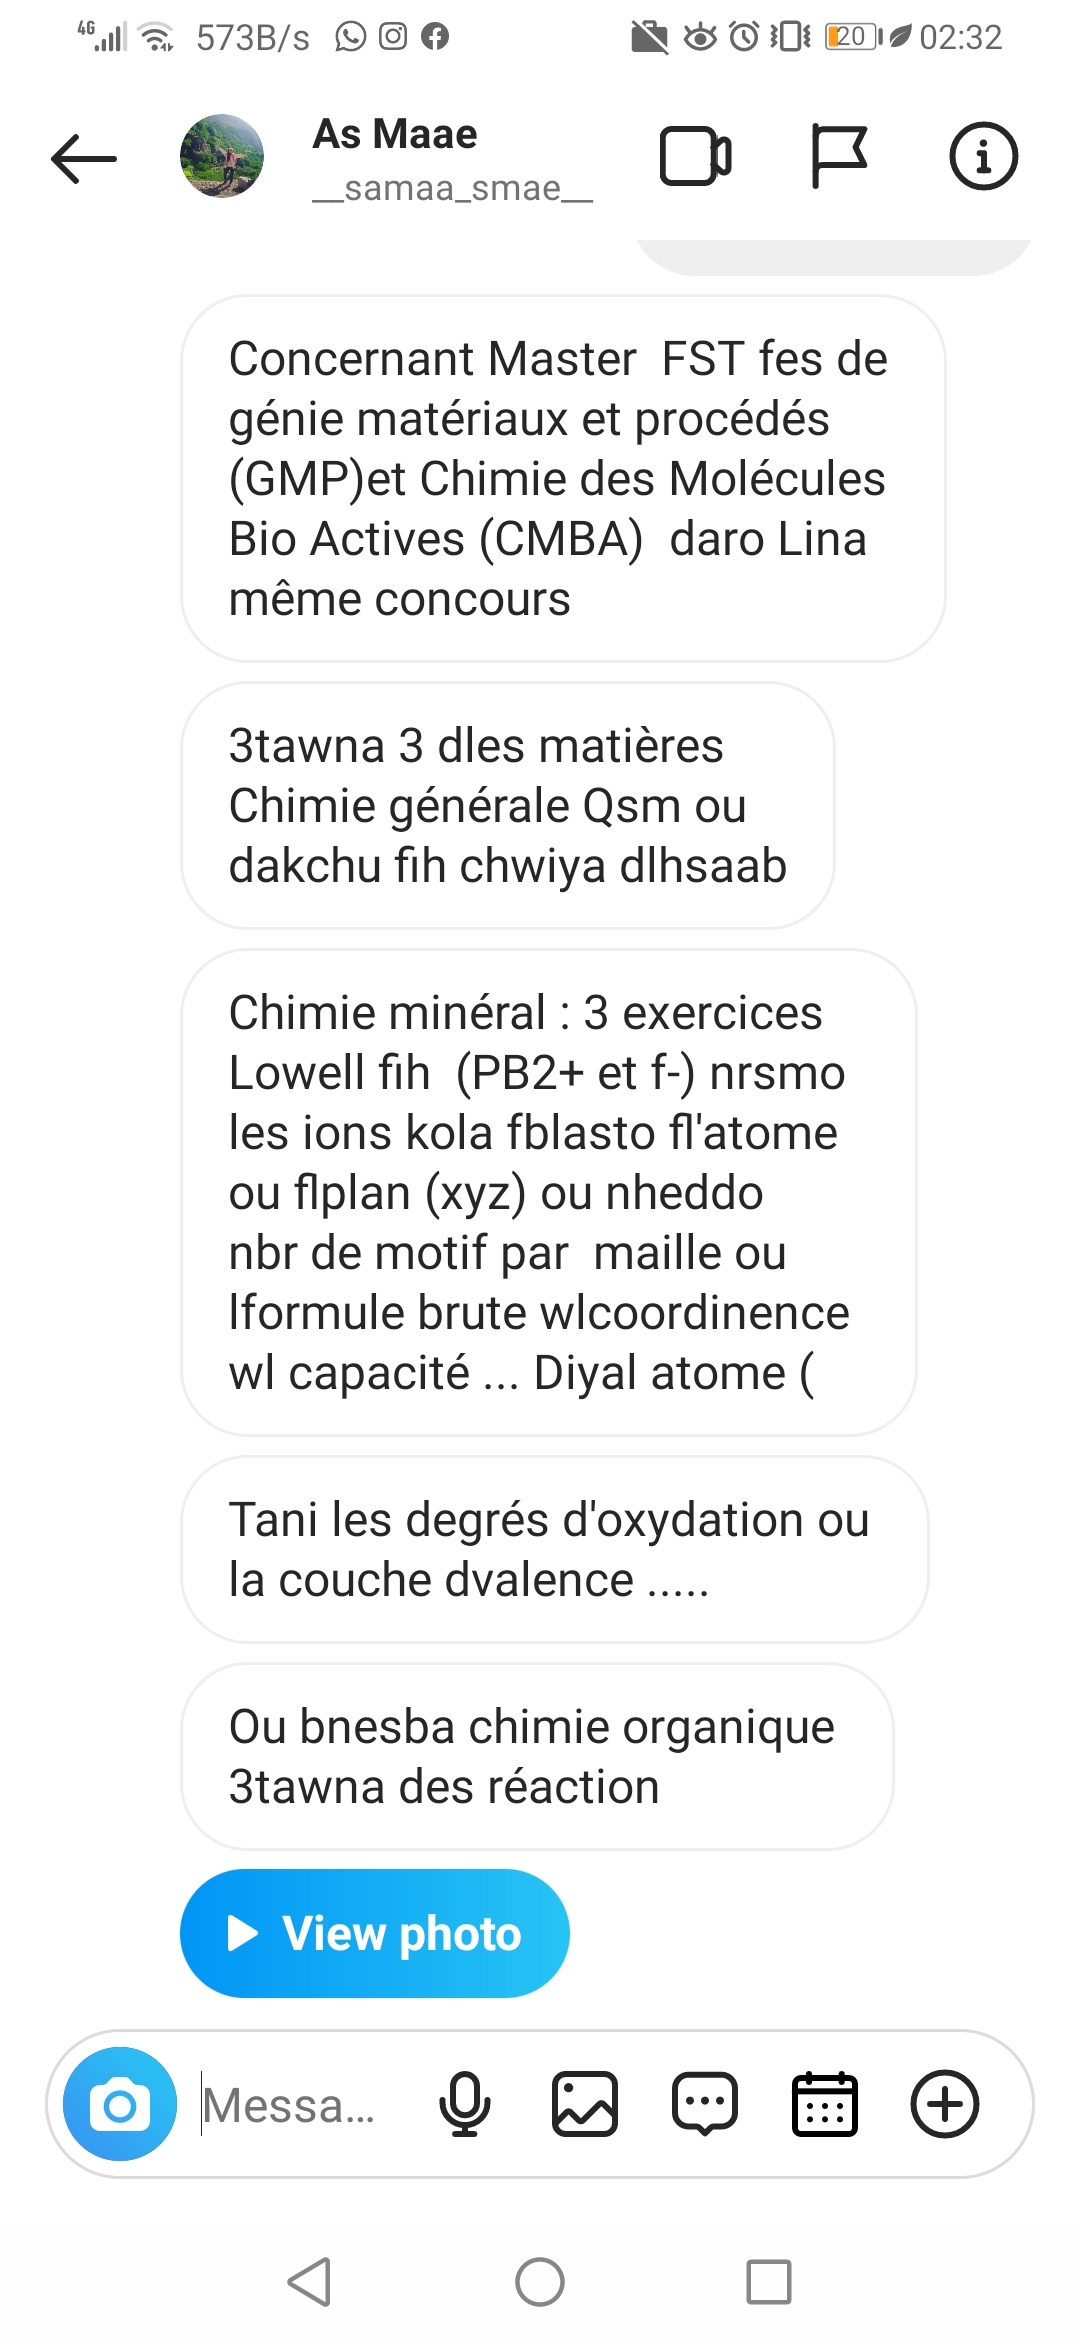 4G 573B/s 20 02:32
As Maae
__samaa_smae__
Concernant Master  FST fes de
génie matériaux et procédés
(GMP)et Chimie des Molécules
Bio Actives (CMBA)  daro Lina
même concours
3tawna 3 dles matières
Chimie générale Qsm ou
dakchu fih chwiya dlhsaab
Chimie minéral : 3 exercices
Lowell fih  (PB2+ et f-) nrsmo
les ions kola fblasto fl'atome
ou flplan (xyz) ou nheddo
nbr de motif par  maille ou
lformule brute wlcoordinence
wl capacité ... Diyal atome (
Tani les degrés d'oxydation ou
la couche dvalence .....
Ou bnesba chimie organique
3tawna des réaction
View photo
Messa...